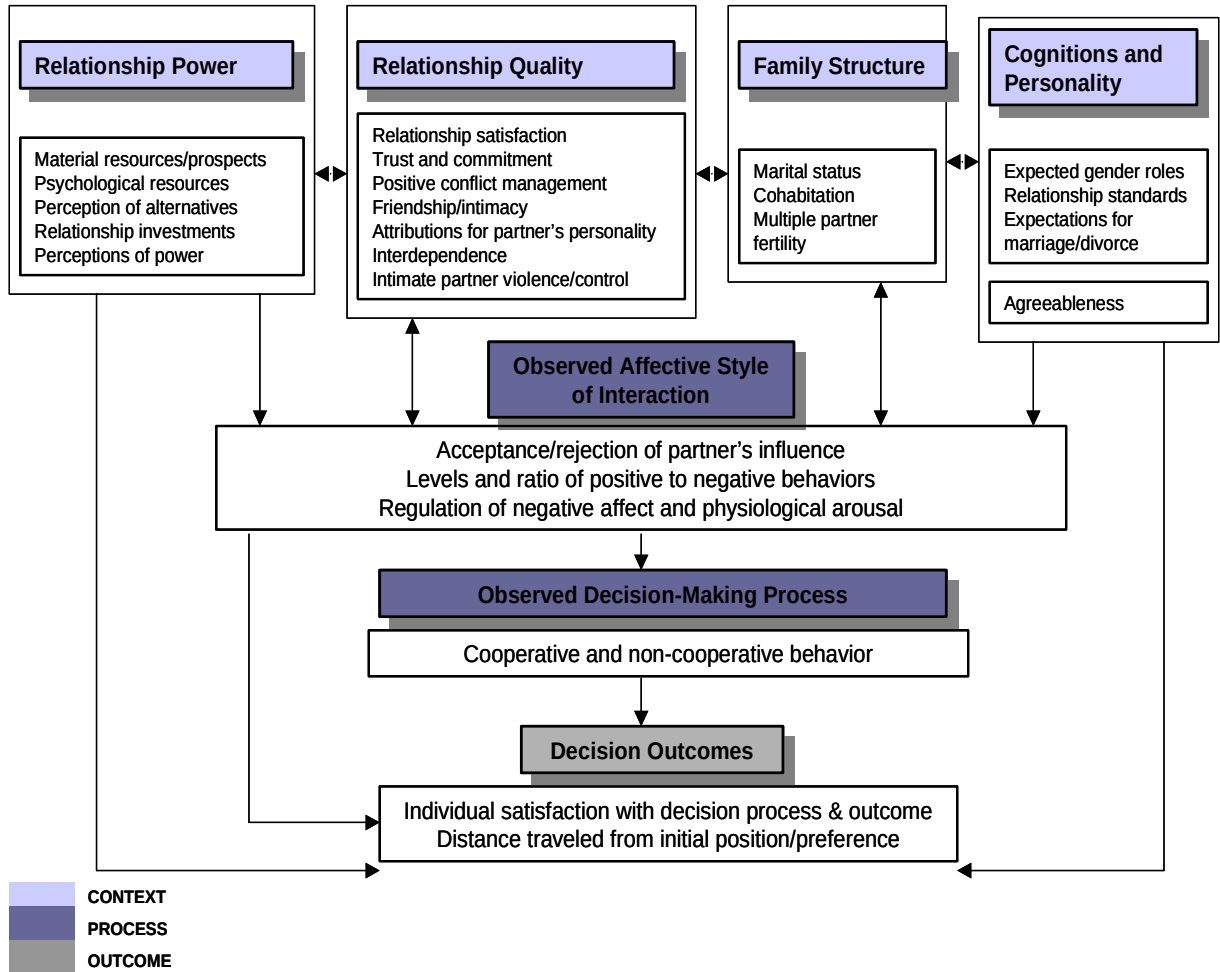 Relationship Power
Material resources/prospects
Psychological resources
Perception of alternatives
Relationship investments
Perceptions of power
Relationship Quality
Relationship satisfaction
Trust and commitment
Positive conflict management
Friendship/intimacy
Attributions for partner's personality
Interdependence
Intimate partner violence/control
Family Structure
Marital status
Cohabitation
Multiple partner
fertility
Cognitions and
Personality
Expected gender roles
Relationship standards
Expectations for
marriage/divorce
Agreeableness
Observed Affective Style
of Interaction
Acceptance/rejection of partner's influence
Levels and ratio of positive to negative behaviors
Regulation of negative affect and physiological arousal
Observed Decision-Making Process
Cooperative and non-cooperative behavior
Decision Outcomes
Individual satisfaction with decision process & outcome
Distance traveled from initial position/preference
CONTEXT
PROCESS
OUTCOME